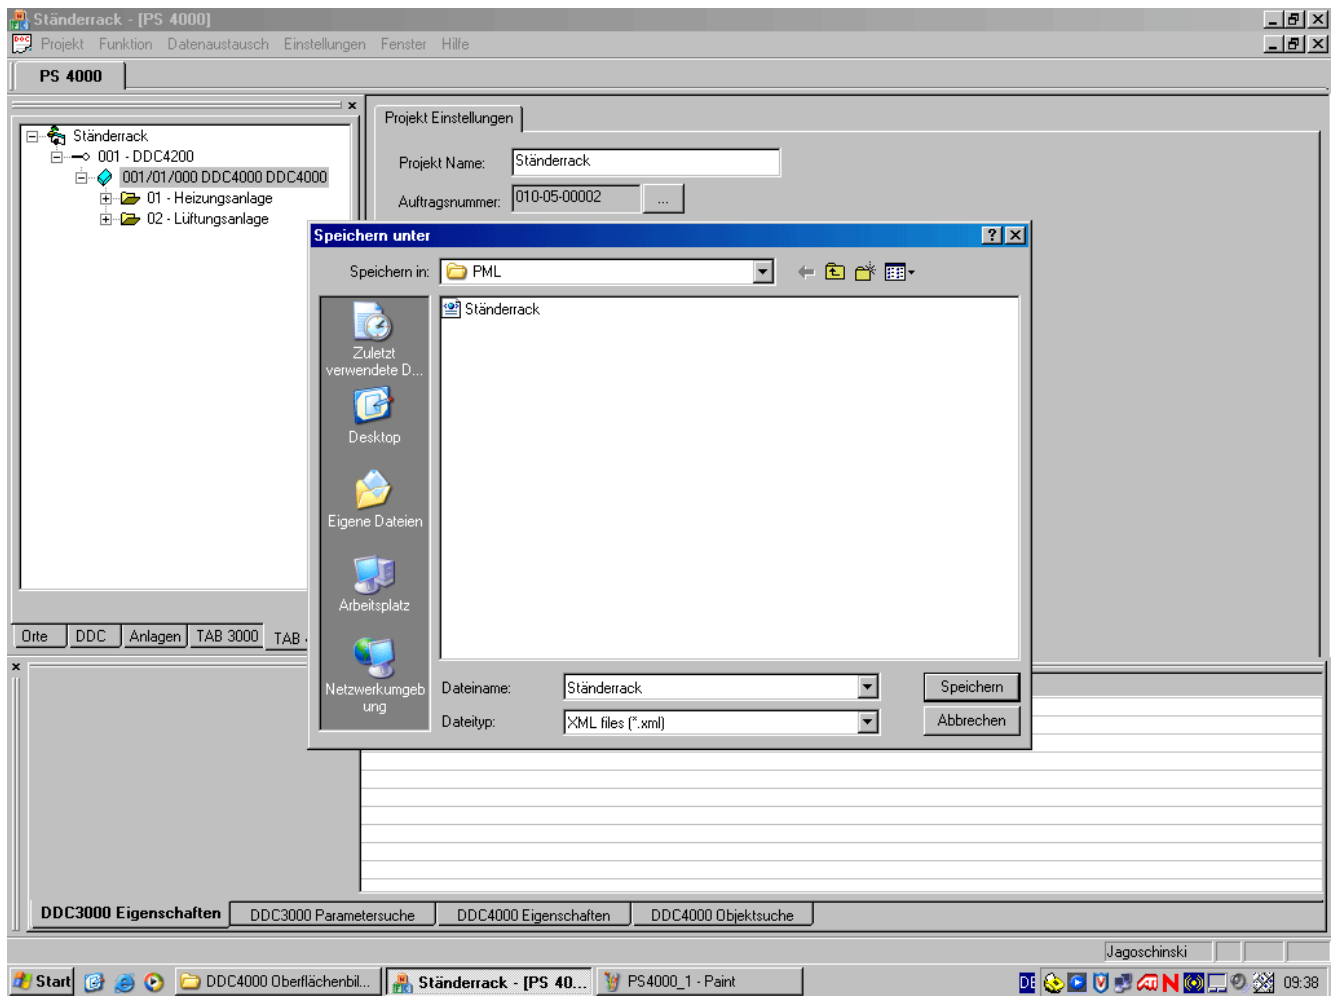 Ständerrack - [PS 4000]
Projekt Funktion Datenaustausch Einstellungen Fenster Hilfe
PS 4000
Ständerrack
001 - DDC4200
001/01/000 DDC4000 DDC4000
01 - Heizungsanlage
02 - Lüftungsanlage
Orte DDC Anlagen TAB 3000 TAB
Projekt Einstellungen
Projekt Name: Ständerrack
Auftragsnummer: 010-05-00002 ...
Speichern unter
Speichern in: PML
Zuletzt
verwendete D...
Desktop
Eigene Dateien
Arbeitsplatz
Netzwerkumgeb
ung
Ständerrack
Dateiname: Ständerrack Speichern
Dateityp: XML files (*.xml) Abbrechen
DDC3000 Eigenschaften DDC3000 Parametersuche DDC4000 Eigenschaften DDC4000 Objektsuche
Jagoschinski
Start DDC4000 Oberflächenbil... Ständerrack - [PS 40... PS4000_1 - Paint DE 09:38